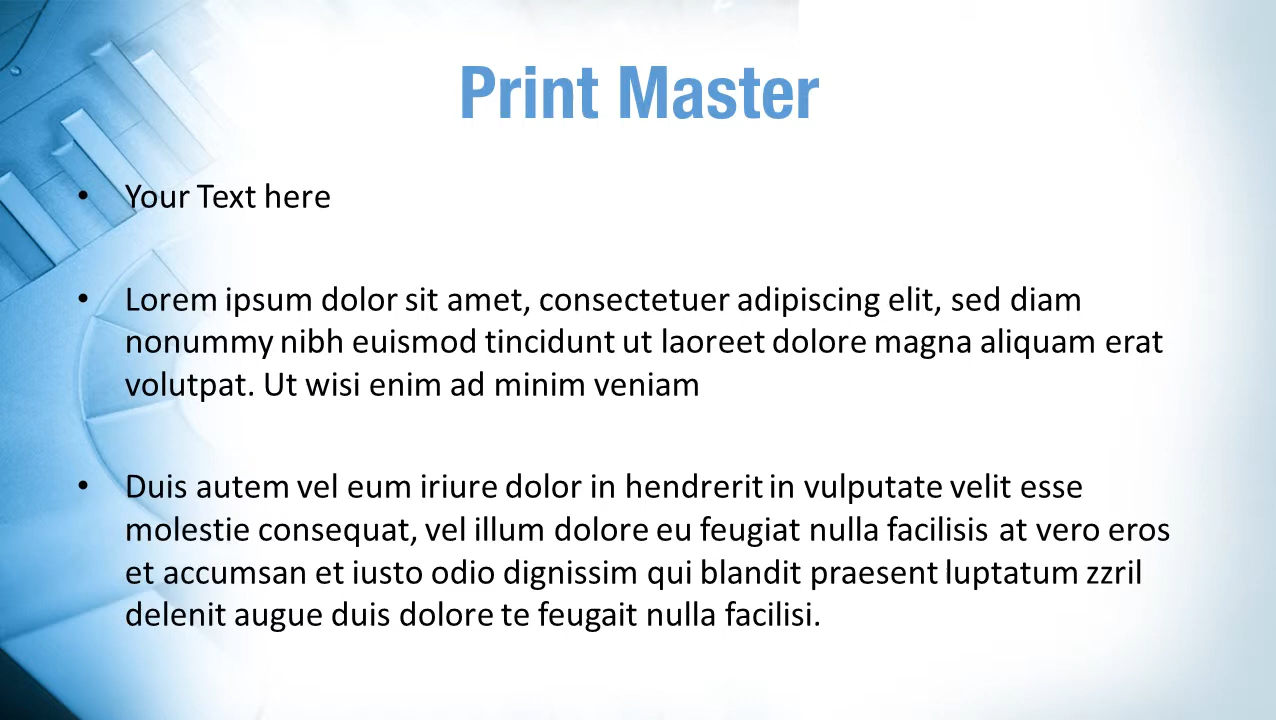 Print Master
• Your Text here
• Lorem ipsum dolor sit amet, consectetuer adipiscing elit, sed diam
nonummy nibh euismod tincidunt ut laoreet dolore magna aliquam erat
volutpat. Ut wisi enim ad minim veniam
• Duis autem vel eum iriure dolor in hendrerit in vulputate velit esse
molestie consequat, vel illum dolore eu feugiat nulla facilisis at vero eros
et accumsan et iusto odio dignissim qui blandit praesent luptatum zzril
delenit augue duis dolore te feugait nulla facilisi.